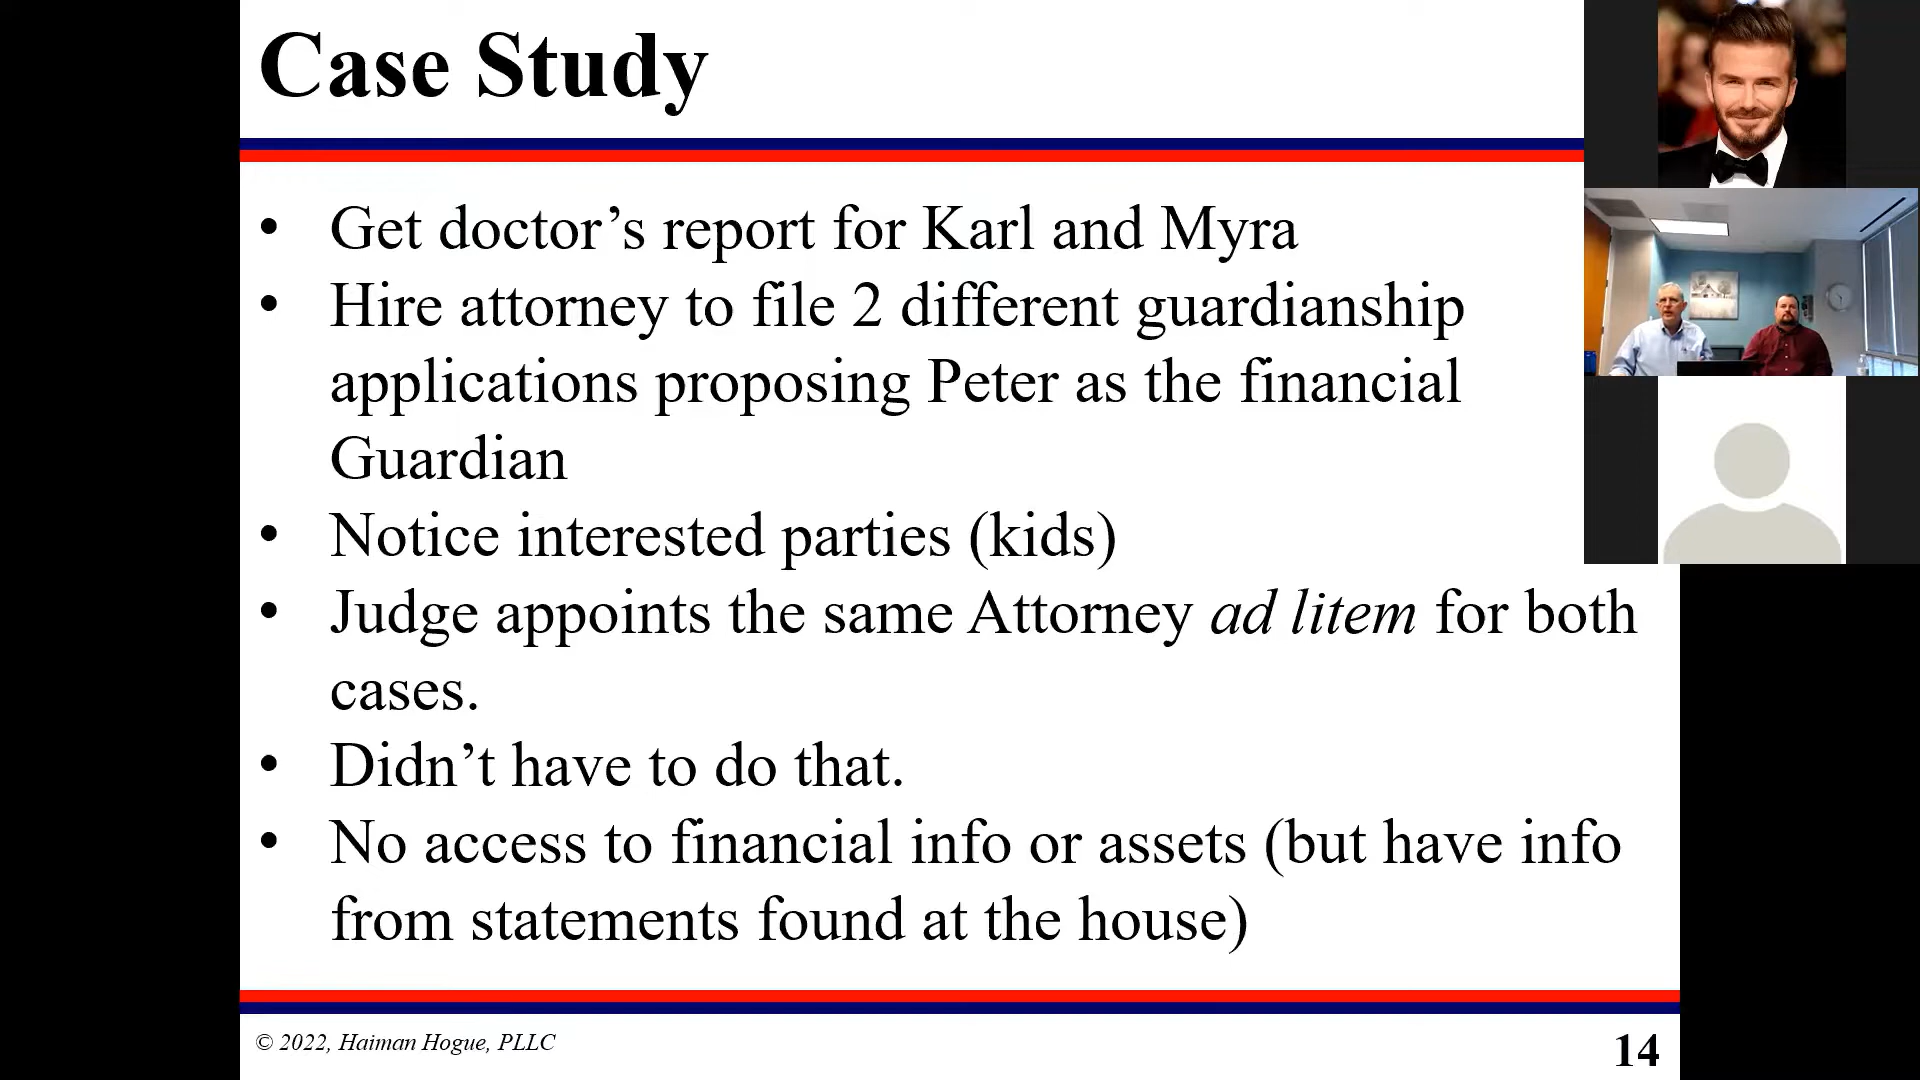 Case Study
• Get doctor’s report for Karl and Myra
• Hire attorney to file 2 different guardianship
applications proposing Peter as the financial
Guardian
• Notice interested parties (kids)
• Judge appoints the same Attorney ad litem for both
cases.
• Didn’t have to do that.
• No access to financial info or assets (but have info
from statements found at the house)
© 2022, Haiman Hogue, PLLC
14